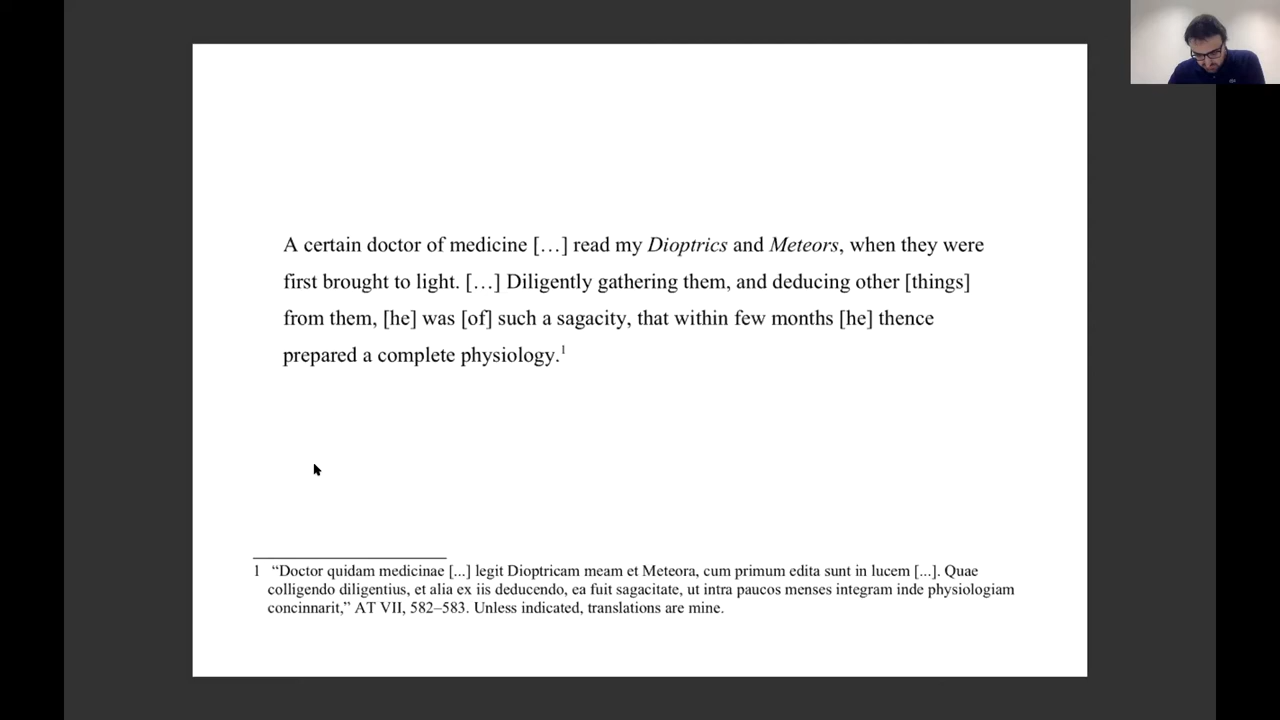 A certain doctor of medicine […] read my Dioptrics and Meteors, when they were
first brought to light. […] Diligently gathering them, and deducing other [things]
from them, [he] was [of] such a sagacity, that within few months [he] thence
prepared a complete physiology.1
1 “Doctor quidam medicinae [...] legit Dioptricam meam et Meteora, cum primum edita sunt in lucem [...]. Quae
colligendo diligentius, et alia ex iis deducendo, ea fuit sagacitate, ut intra paucos menses integram inde physiologiam
concinnarit,” AT VII, 582–583. Unless indicated, translations are mine.